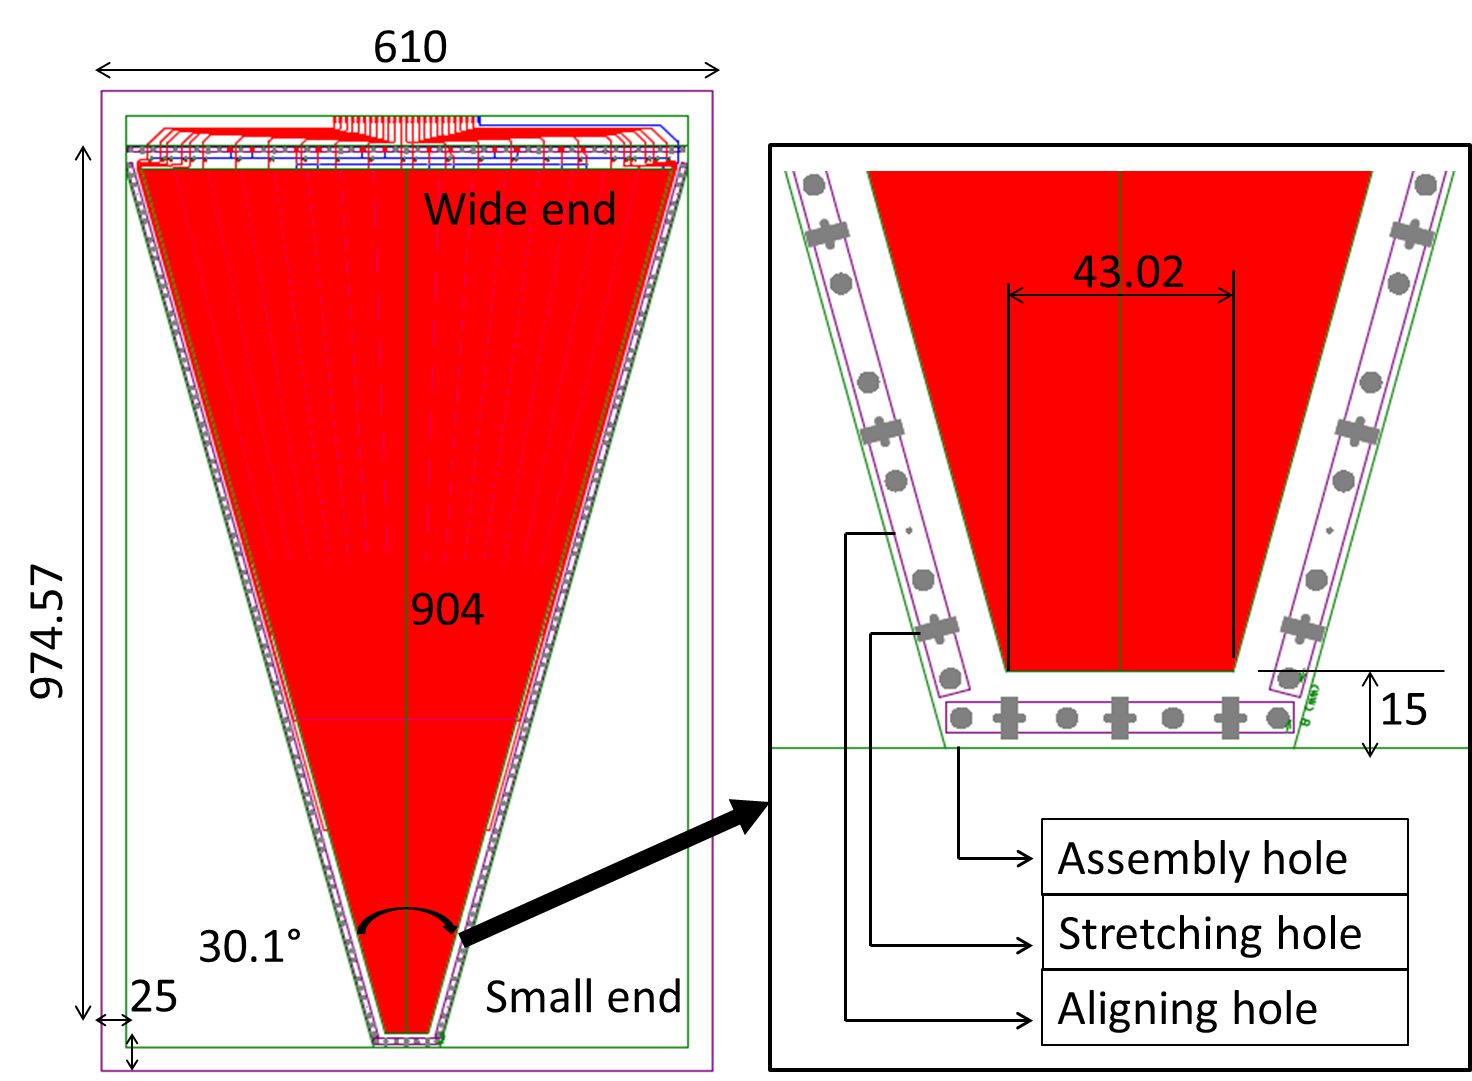 610
Wide end
974.57
904
30.1°
25
Small end
43.02
15
Assembly hole
Stretching hole
Aligning hole